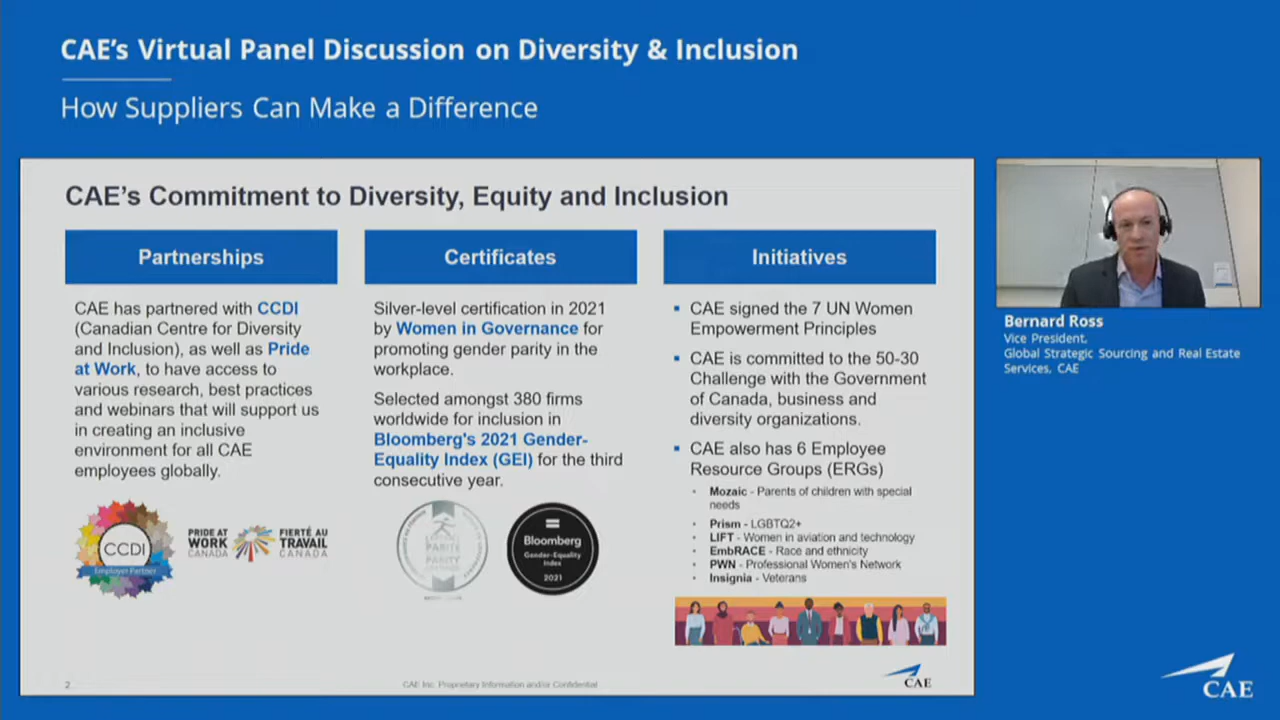 CAE's Virtual Panel Discussion on Diversity & Inclusion
How Suppliers Can Make a Difference
CAE's Commitment to Diversity, Equity and Inclusion
Partnerships
CAE has partnered with CCDI
(Canadian Centre for Diversity
and Inclusion), as well as Pride
at Work, to have access to
various research, best practices
and webinars that will support us
in creating an inclusive
environment for all CAE
employees globally.
CCDI
Employer Partner
PRIDE AT
WORK
CANADA
FIERTÉ AU
TRAVAIL
CANADA
Certificates
Silver-level certification in 2021
by Women in Governance for
promoting gender parity in the
workplace.
Selected amongst 380 firms
worldwide for inclusion in
Bloomberg's 2021 Gender-
Equality Index (GEI) for the third
consecutive year.
PARITÉ
PARITY
Bloomberg
Gender-Equality
Index
2021
Initiatives
▪ CAE signed the 7 UN Women
Empowerment Principles
▪ CAE is committed to the 50-30
Challenge with the Government
of Canada, business and
diversity organizations.
▪ CAE also has 6 Employee
Resource Groups (ERGs)
• Mozaic - Parents of children with special
needs
• Prism - LGBTQ2+
• LIFT - Women in aviation and technology
• EmbRACE - Race and ethnicity
• PWN - Professional Women's Network
• Insignia - Veterans
2
CAE Inc. Proprietary Information and/or Confidential
CAE
Bernard Ross
Vice President,
Global Strategic Sourcing and Real Estate
Services, CAE
CAE